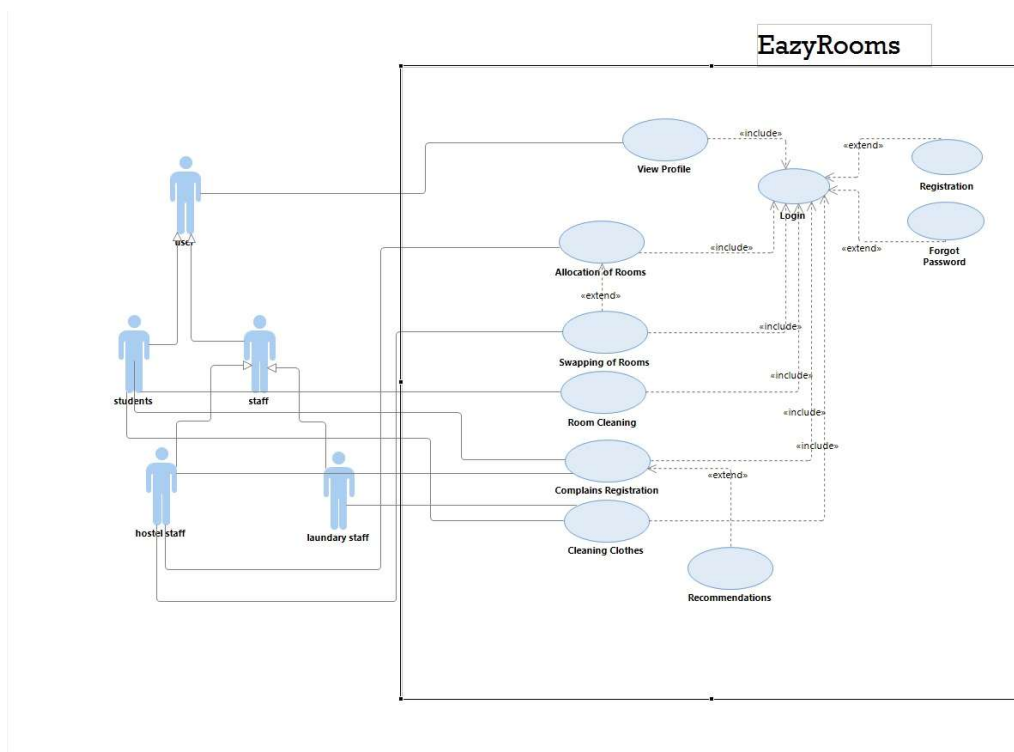 EazyRooms
«include»
View Profile
«extend»
Registration
Login
user
Allocation of Rooms
«include»
«extend»
Forgot
Password
«extend»
Swapping of Rooms
«include»
students
staff
Room Cleaning
«include»
«include»
«include»
Complains Registration
«extend»
hostel staff
laundary staff
Cleaning Clothes
Recommendations